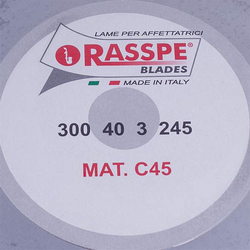 LAME PER AFFETTATRICI
RASSPE®
BLADES
MADE IN ITALY
300 40 3 245
MAT. C45